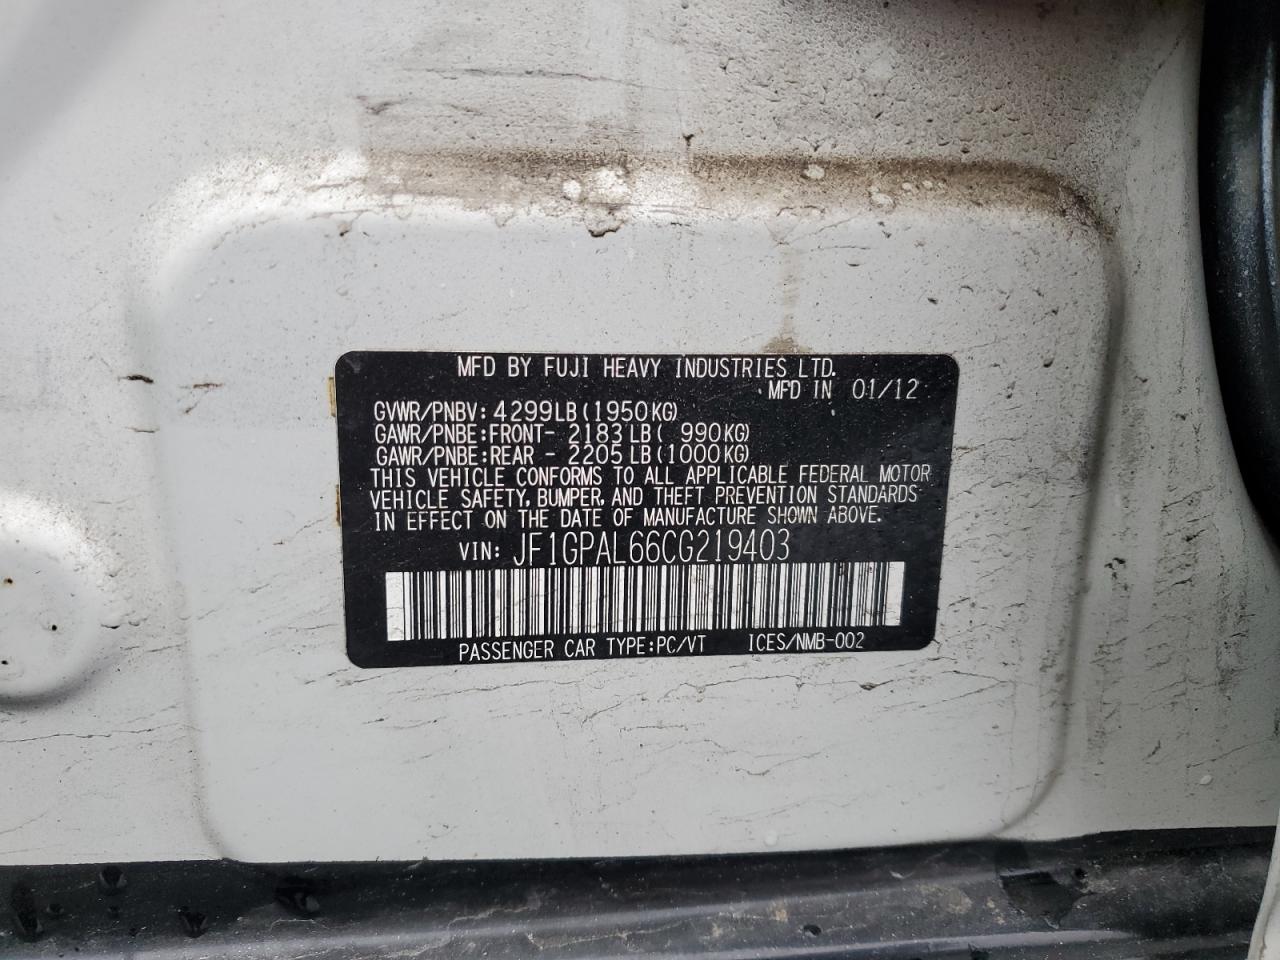 MFD BY FUJI HEAVY INDUSTRIES LTD.
MFD IN 01/12
GVWR/PNBV: 4299LB (1950KG)
GAWR/PNBE:FRONT- 2183LB ( 990KG)
GAWR/PNBE:REAR - 2205LB (1000KG)
THIS VEHICLE CONFORMS TO ALL APPLICABLE FEDERAL MOTOR
VEHICLE SAFETY, BUMPER, AND THEFT PREVENTION STANDARDS
IN EFFECT ON THE DATE OF MANUFACTURE SHOWN ABOVE.
VIN: JF1GPAL66CG219403
PASSENGER CAR TYPE:PC/VT ICES/NMB-002